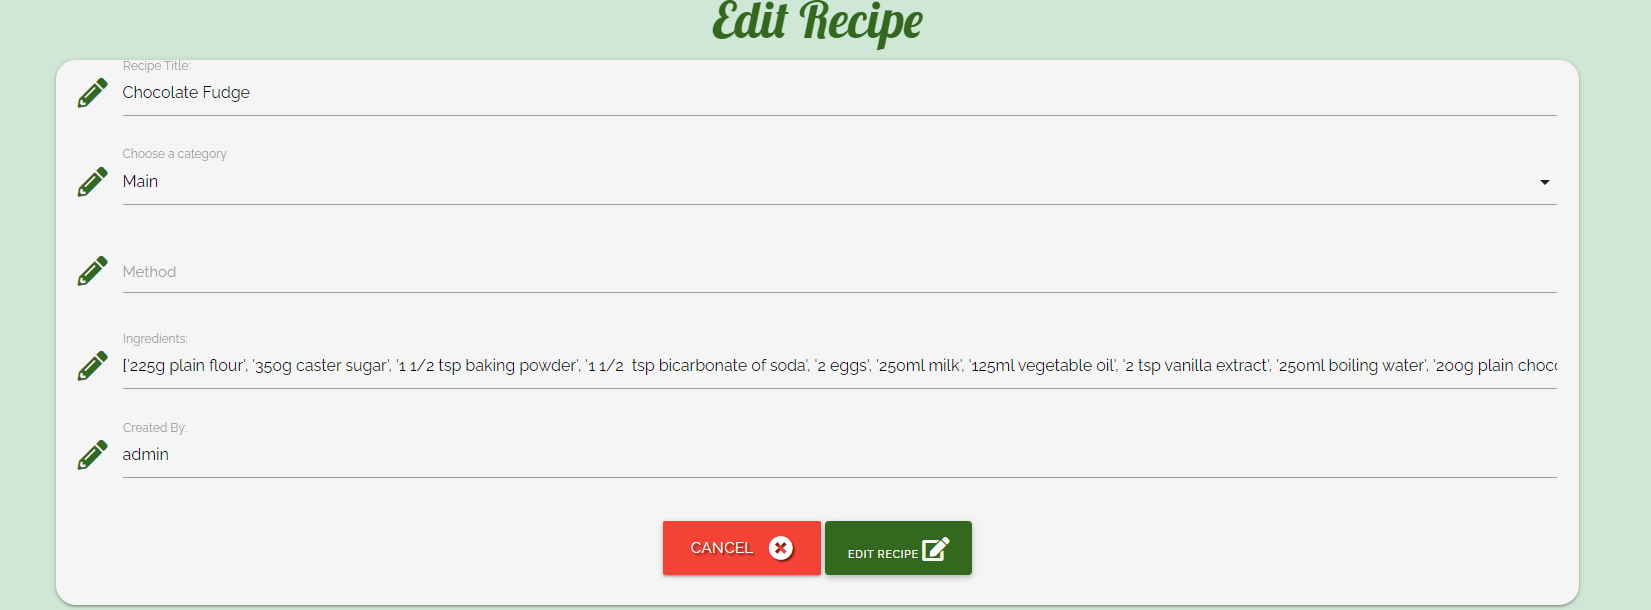 Edit Recipe
Recipe Title:
Chocolate Fudge
Choose a category
Main
Method
Ingredients:
['225g plain flour', '350g caster sugar', '1 1/2 tsp baking powder', '1 1/2  tsp bicarbonate of soda', '2 eggs', '250ml milk', '125ml vegetable oil', '2 tsp vanilla extract', '250ml boiling water', '200g plain choc
Created By:
admin
CANCEL
EDIT RECIPE